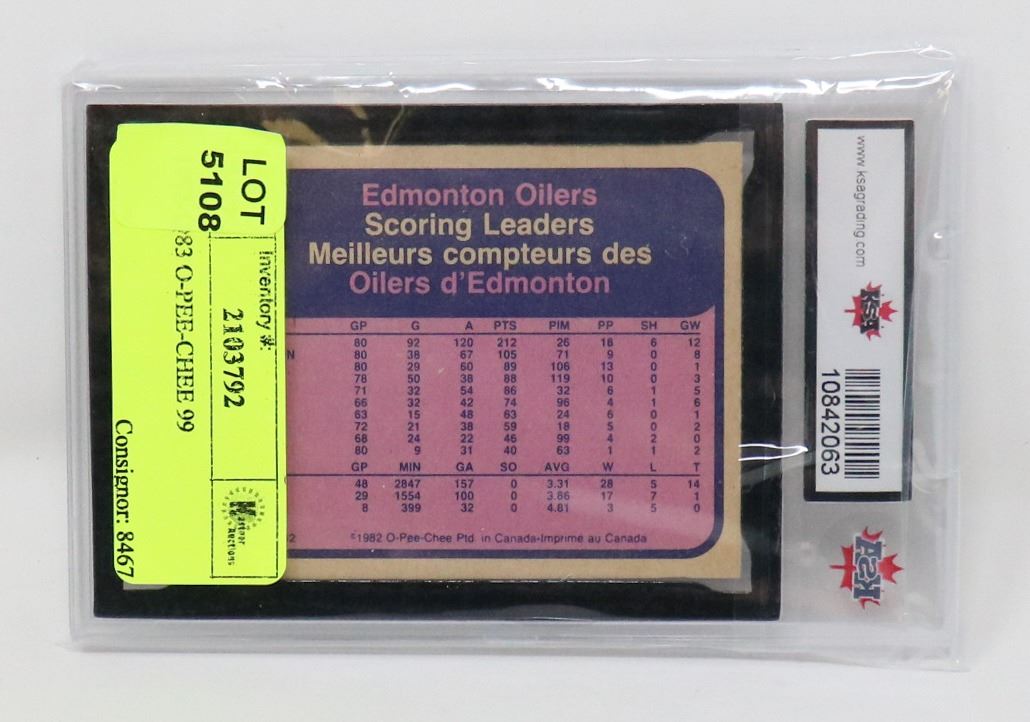 LOT
5108
Inventory #:
2103792
83 O-PEE-CHEE 99
Consignor: 8467
Edmonton Oilers
Scoring Leaders
Meilleurs compteurs des
Oilers d'Edmonton
GP G A PTS PIM PP SH GW
80 92 120 212 26 18 6 12
N 80 38 67 105 71 9 0 8
80 29 60 89 106 13 0 1
78 50 38 88 119 10 0 3
71 32 54 86 32 6 1 5
66 32 42 74 96 4 1 6
63 15 48 63 24 6 0 1
72 21 38 59 18 5 0 2
68 24 22 46 99 4 2 0
80 9 31 40 63 1 1 2
GP MIN GA SO AVG W L T
48 2847 157 0 3.31 28 5 14
29 1554 100 0 3.86 17 7 1
8 399 32 0 4.81 3 5 0
©1982 O-Pee-Chee Ptd. in Canada-Imprimé au Canada
www.ksagrading.com
KSA
10842063
KSA